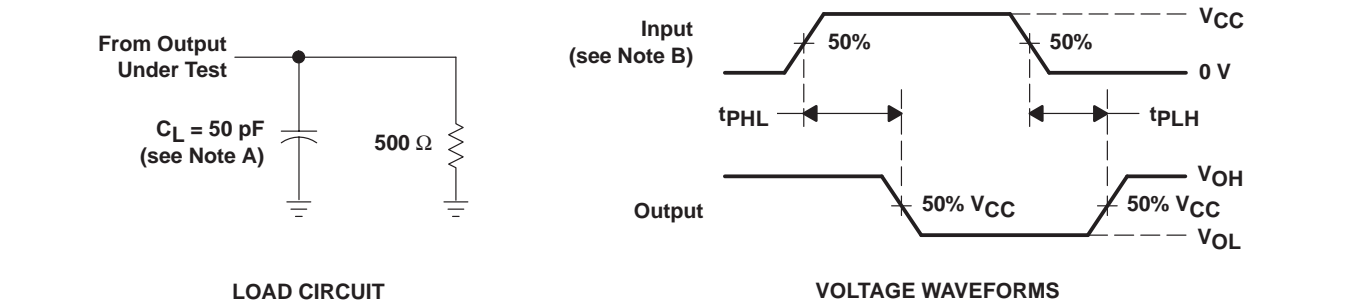 From Output
Under Test
CL = 50 pF
(see Note A)
500 Ω
LOAD CIRCUIT
Input
(see Note B)
50%
50%
VCC
0 V
tPHL
tPLH
Output
50% VCC
50% VCC
VOH
VOL
VOLTAGE WAVEFORMS